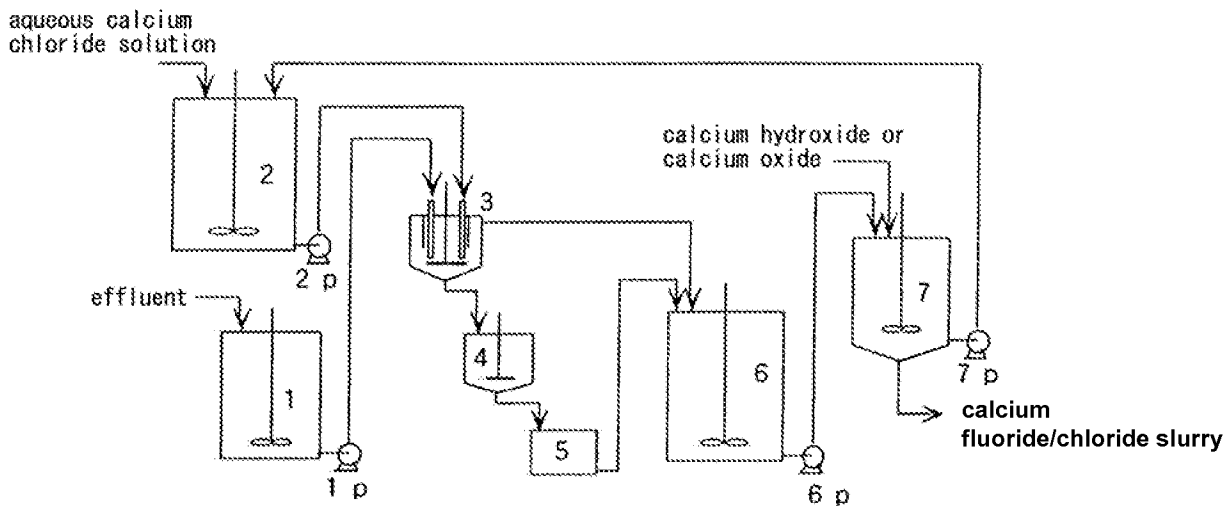 aqueous calcium
chloride solution
2
2 p
3
calcium hydroxide or
calcium oxide
effluent
1
1 p
4
5
6
6 p
7
7 p
calcium
fluoride/chloride slurry